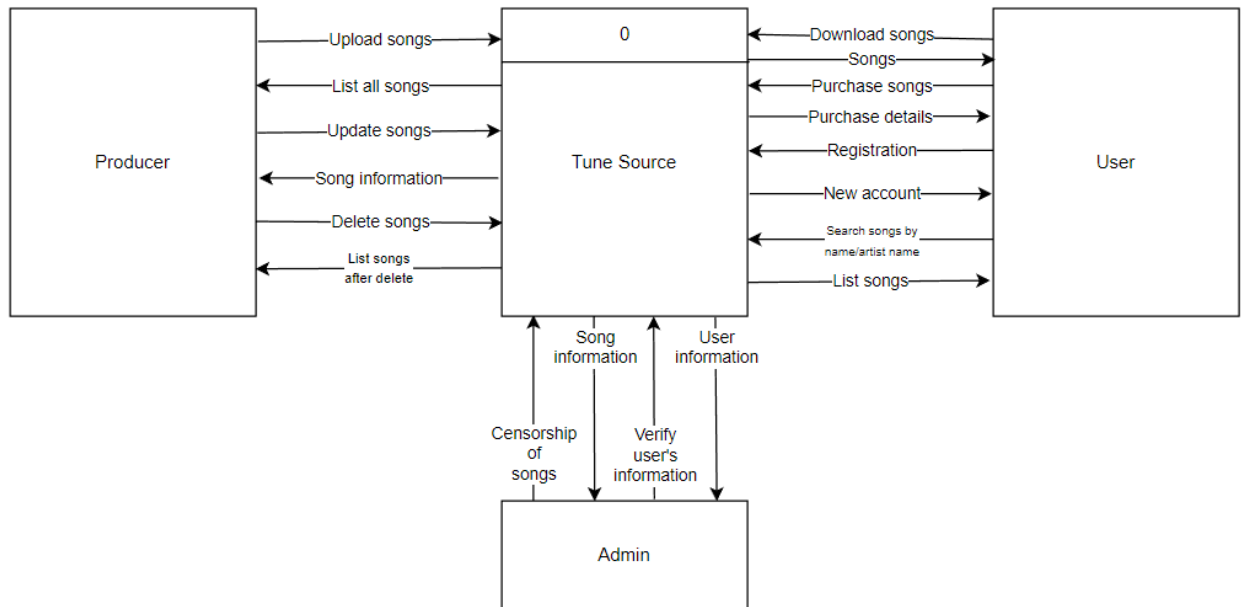 Producer
Upload songs
List all songs
Update songs
Song information
Delete songs
List songs
after delete
0
Tune Source
Download songs
Songs
Purchase songs
Purchase details
Registration
New account
Search songs by
name/artist name
List songs
User
Censorship
of
songs
Song
information
Verify
user's
information
User
information
Admin